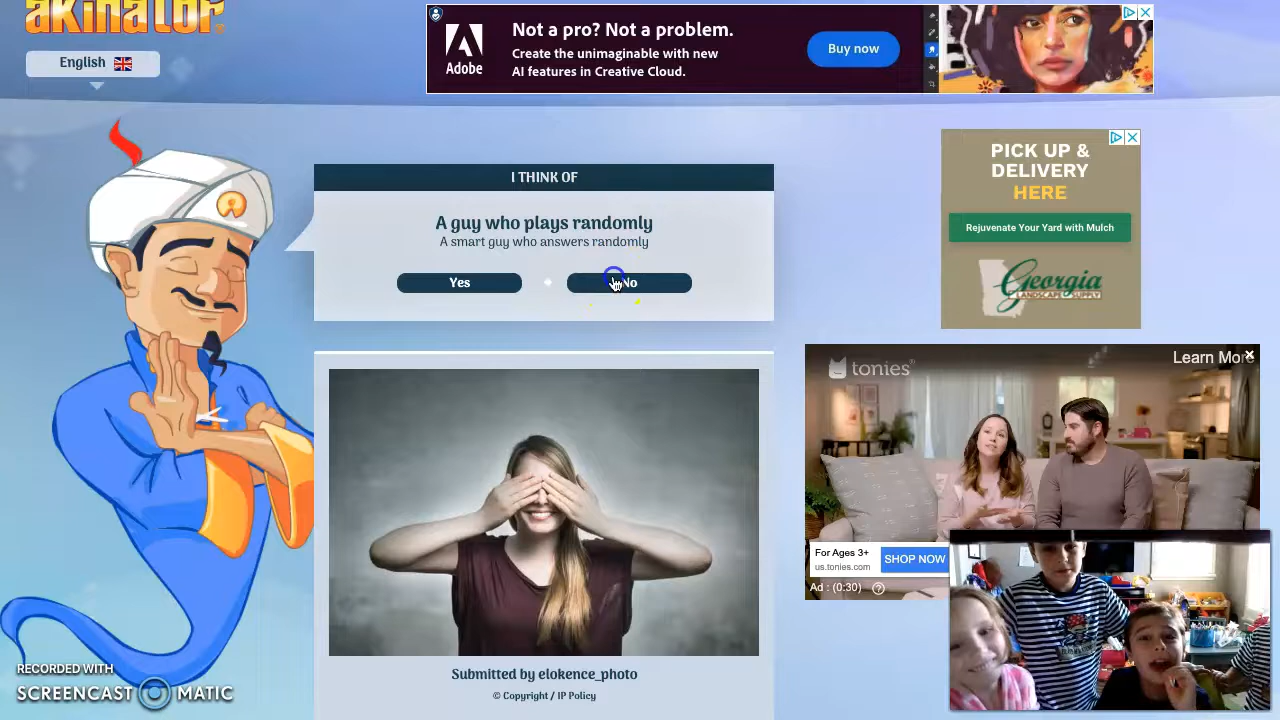 akinator
English
Adobe
Not a pro? Not a problem.
Create the unimaginable with new
AI features in Creative Cloud.
Buy now
I THINK OF
A guy who plays randomly
A smart guy who answers randomly
Yes
No
PICK UP &
DELIVERY
HERE
Rejuvenate Your Yard with Mulch
Georgia
LANDSCAPE SUPPLY
tonies®
Learn More
For Ages 3+
us.tonies.com
SHOP NOW
Ad : (0:30)
Submitted by elokence_photo
© Copyright / IP Policy
RECORDED WITH
SCREENCAST MATIC